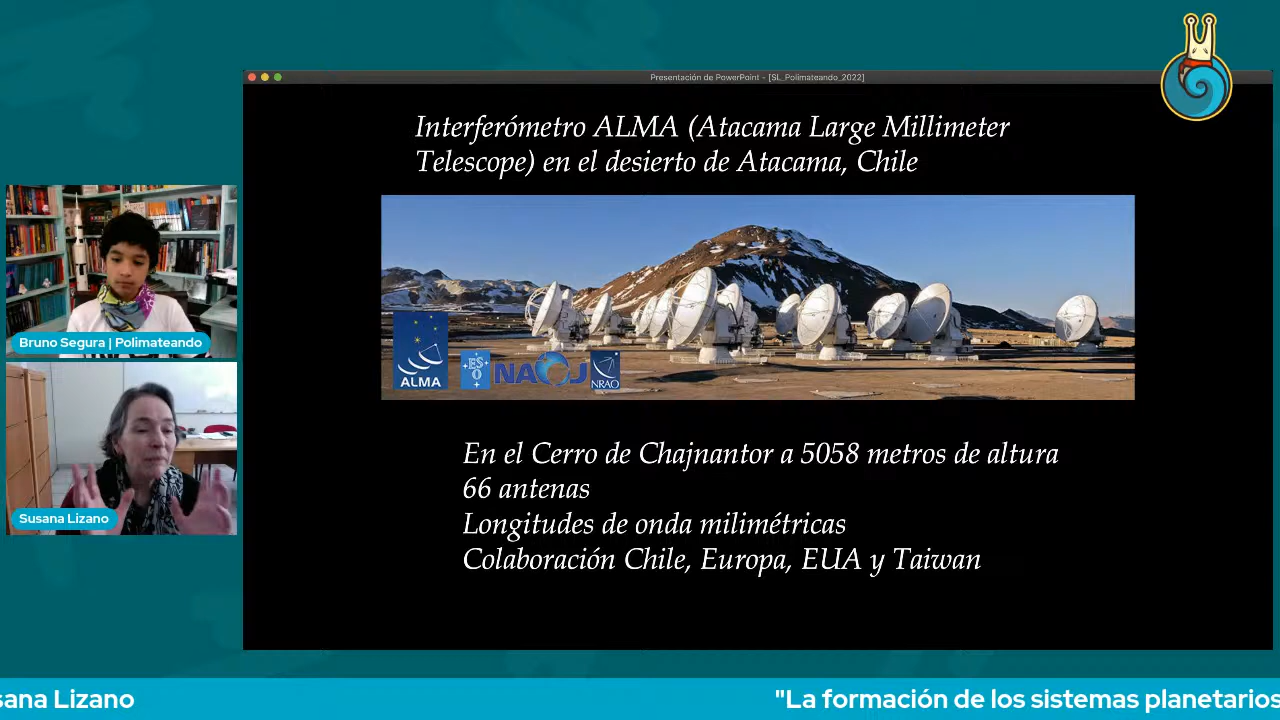 Presentación de PowerPoint - [SL_Polimateando_2022]
Interferómetro ALMA (Atacama Large Millimeter
Telescope) en el desierto de Atacama, Chile
ALMA
ESO
NAOJ
NRAO
En el Cerro de Chajnantor a 5058 metros de altura
66 antenas
Longitudes de onda milimétricas
Colaboración Chile, Europa, EUA y Taiwan
Bruno Segura | Polimateando
Susana Lizano
sana Lizano
"La formación de los sistemas planetarios